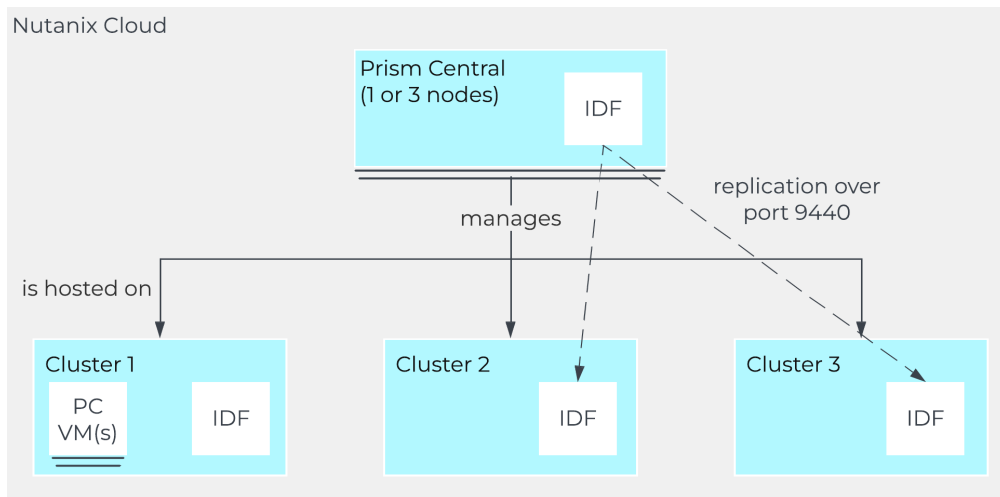 Nutanix Cloud
Prism Central
(1 or 3 nodes)
IDF
replication over
port 9440
manages
is hosted on
Cluster 1
PC
VM(s)
IDF
Cluster 2
IDF
Cluster 3
IDF